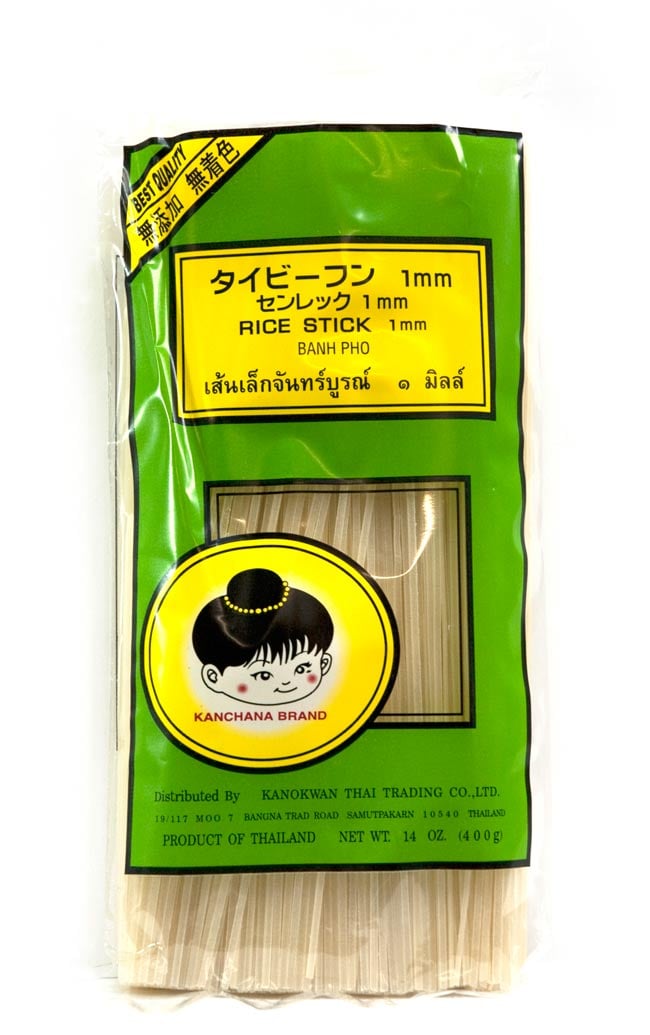 BEST QUALITY
無添加 無着色
タイビーフン 1mm
センレック 1mm
RICE STICK 1mm
BANH PHO
เส้นเล็กจันทร์บูรณ์ ๑ มิลล์
KANCHANA BRAND
Distributed By KANOKWAN THAI TRADING CO.,LTD.
19/117 MOO 7 BANGNA TRAD ROAD SAMUTPAKARN 10540 THAILAND
PRODUCT OF THAILAND NET WT. 14 OZ. (400g)